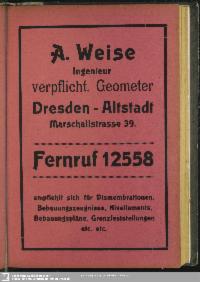 A. Weise
Ingenieur
verpflicht. Geometer
Dresden - Altstadt
Marschallstrasse 39.
Fernruf 12558
empfiehlt sich für Dismembrationen,
Bebauungszeugnisse, Nivellements,
Bebauungspläne, Grenzfeststellungen
etc. etc.